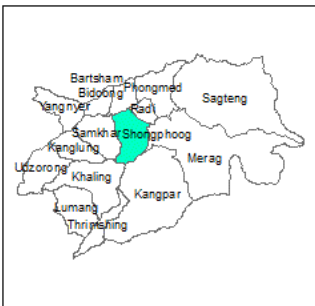 Bartsham
Phongmed
Bidoong
Sagteng
Yangnyer
Radi
Samkhar
Shongphoog
Kanglung
Merag
Udzorong
Khaling
Kangpar
Lumang
Thrimshing